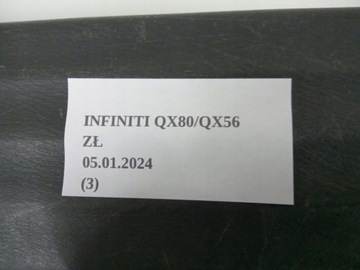 INFINITI QX80/QX56
ZŁ
05.01.2024
(3)